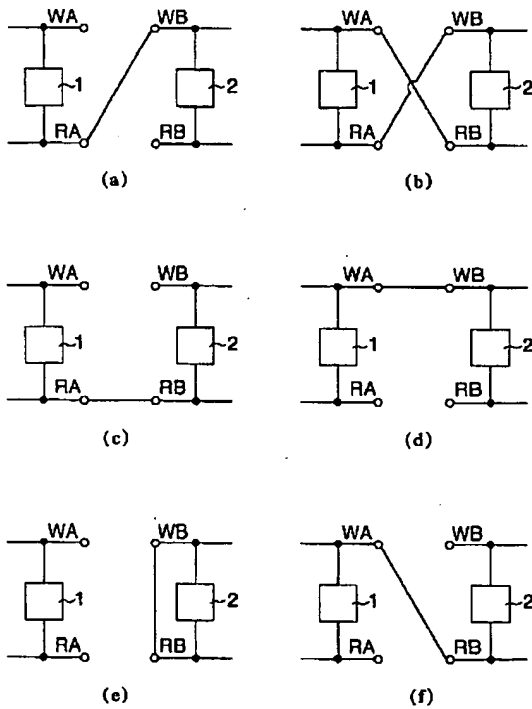 WA WB WA WB
1 2 1 2
RA RB RA RB
(a) (b)
WA WB WA WB
1 2 1 2
RA RB RA RB
(c) (d)
WA WB WA WB
1 2 1 2
RA RB RA RB
(e) (f)